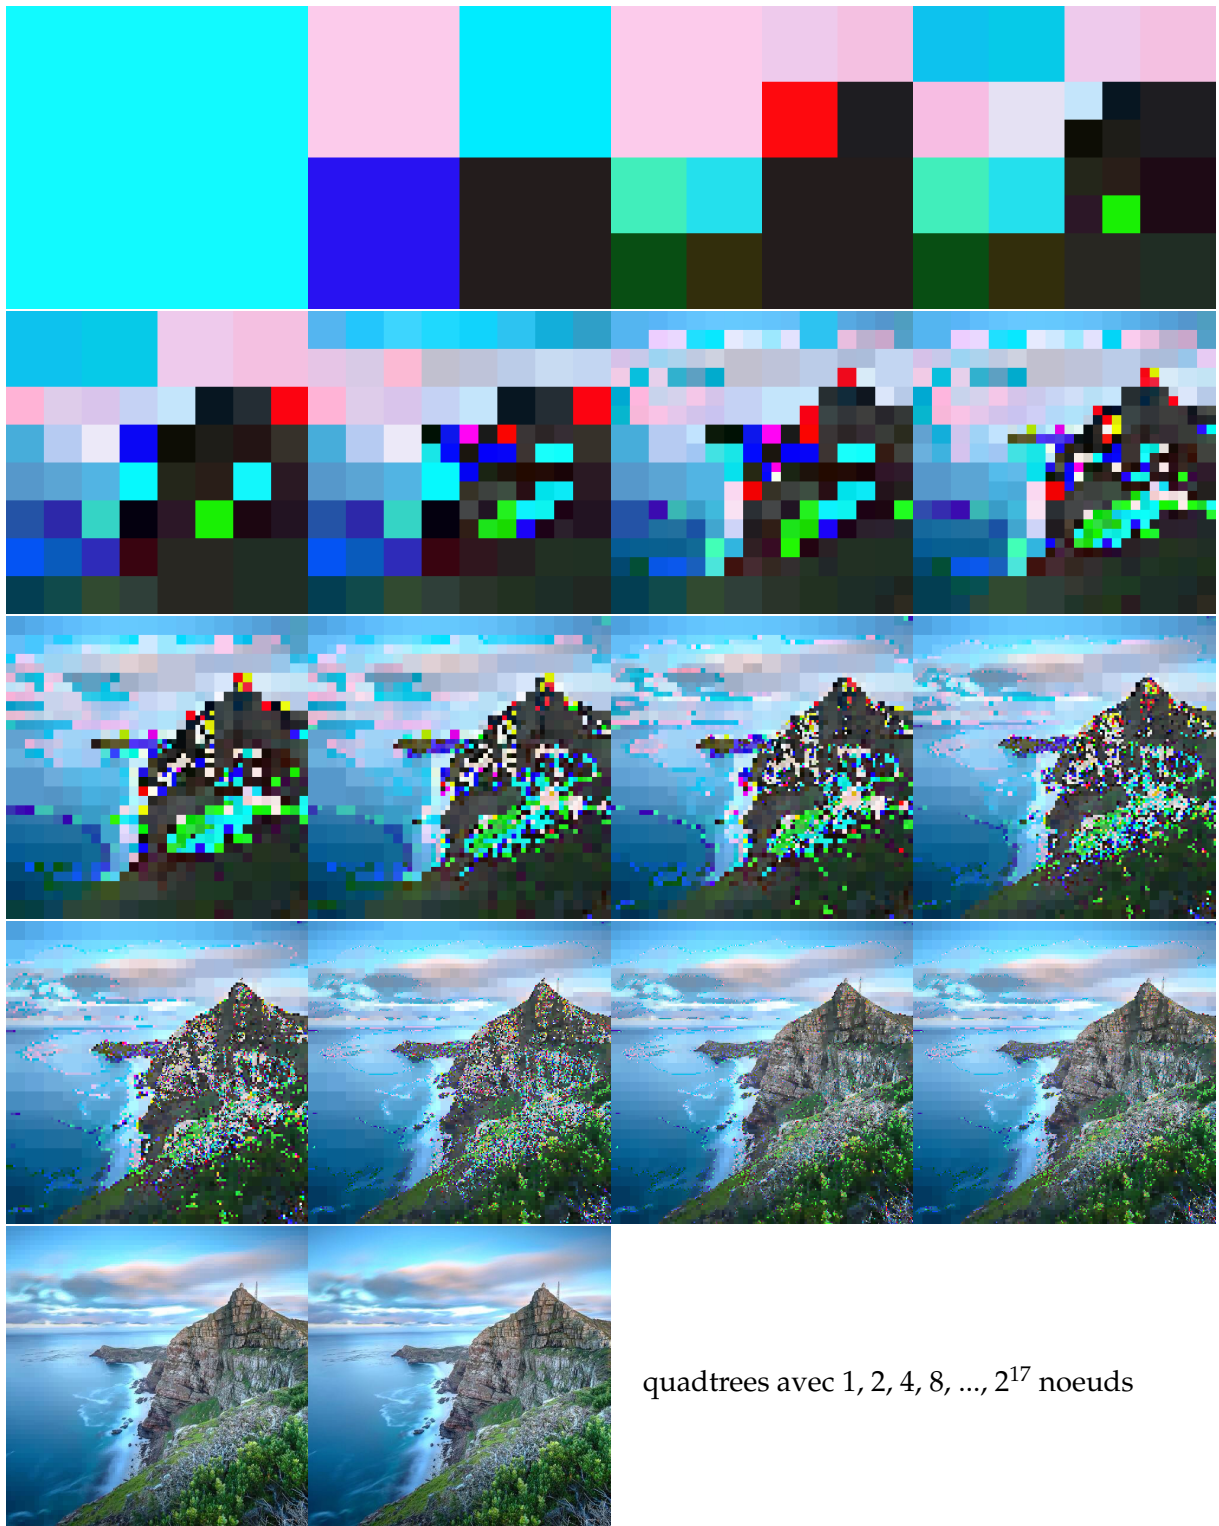 quadtrees avec 1, 2, 4, 8, ..., 2¹⁷ noeuds